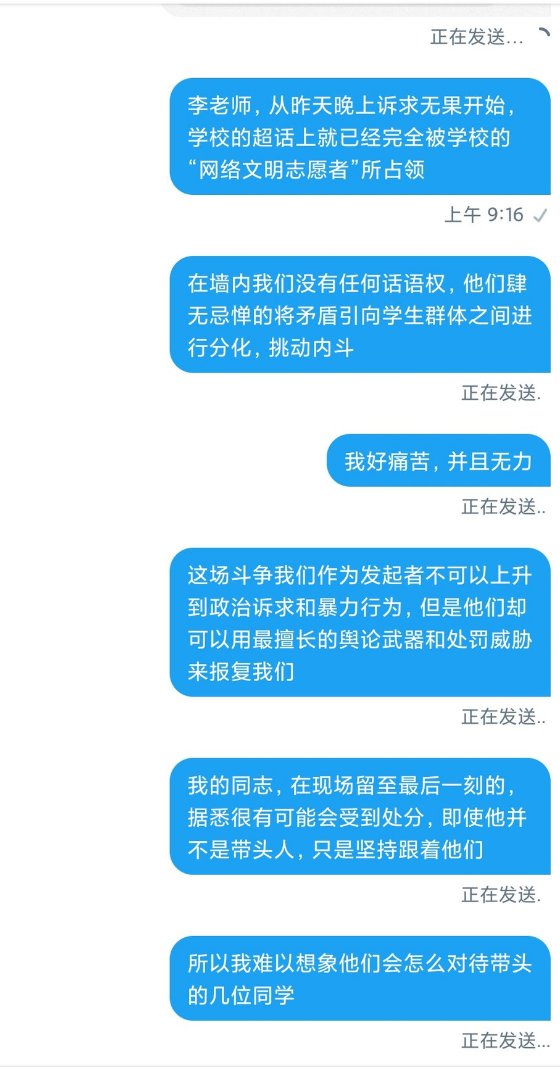 正在发送...
李老师，从昨天晚上诉求无果开始，
学校的超话上就已经完全被学校的
“网络文明志愿者”所占领
上午 9:16 ✓
在墙内我们没有任何话语权，他们肆
无忌惮的将矛盾引向学生群体之间进
行分化，挑动内斗
正在发送.
我好痛苦，并且无力
正在发送..
这场斗争我们作为发起者不可以上升
到政治诉求和暴力行为，但是他们却
可以用最擅长的舆论武器和处罚威胁
来报复我们
正在发送..
我的同志，在现场留至最后一刻的，
据悉很有可能会受到处分，即使他并
不是带头人，只是坚持跟着他们
正在发送.
所以我难以想象他们会怎么对待带头
的几位同学
正在发送...